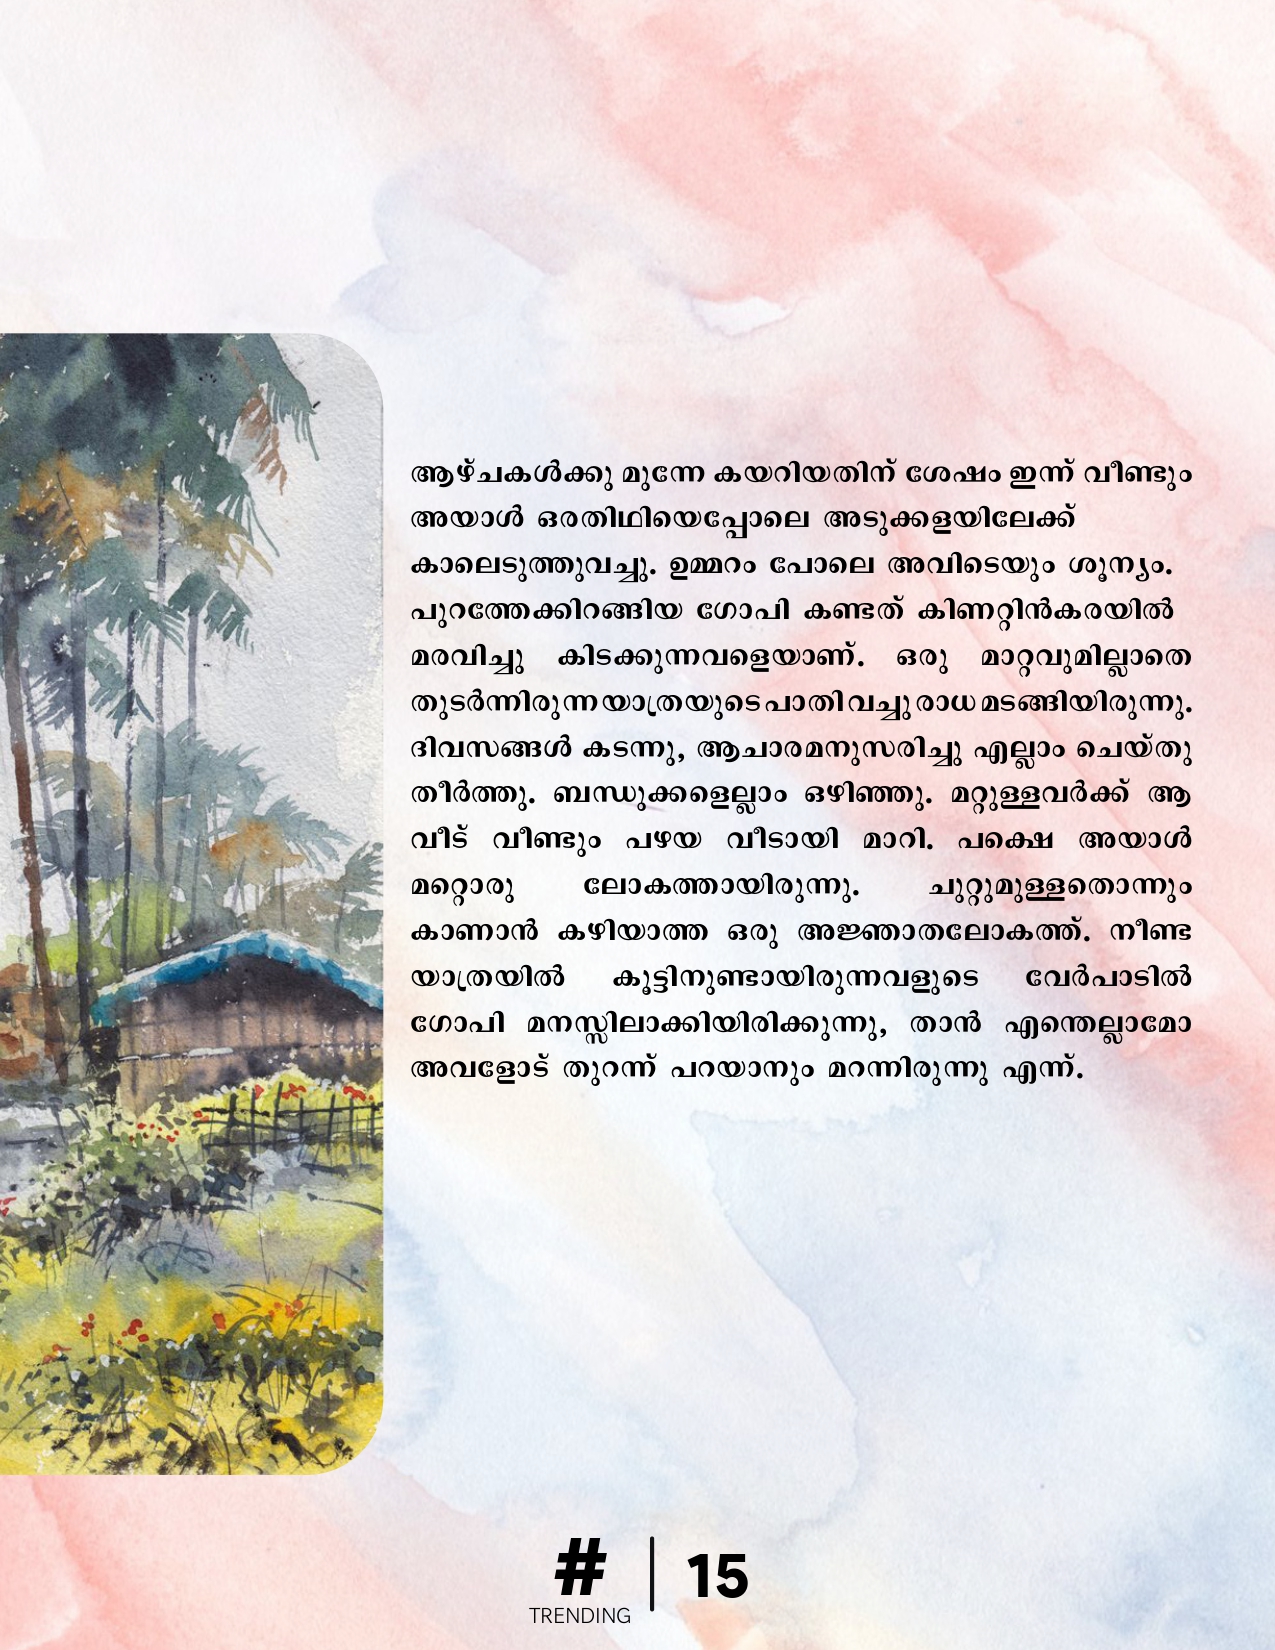 ആഴ്ചകൾക്കു മുന്നേ കയറിയതിന് ശേഷം ഇന്ന് വീണ്ടും
അയാൾ ഒരതിഥിയെപ്പോലെ അടുക്കളയിലേക്ക്
കാലെടുത്തുവച്ചു. ഉമ്മറം പോലെ അവിടെയും ശൂന്യം.
പുറത്തേക്കിറങ്ങിയ ഗോപി കണ്ടത് കിണറ്റിൻകരയിൽ
മരവിച്ചു കിടക്കുന്നവളെയാണ്. ഒരു മാറ്റവുമില്ലാതെ
തുടർന്നിരുന്ന യാത്രയുടെ പാതി വച്ചു രാധ മടങ്ങിയിരുന്നു.
ദിവസങ്ങൾ കടന്നു, ആചാരമനുസരിച്ചു എല്ലാം ചെയ്തു
തീർത്തു. ബന്ധുക്കളെല്ലാം ഒഴിഞ്ഞു. മറ്റുള്ളവർക്ക് ആ
വീട് വീണ്ടും പഴയ വീടായി മാറി. പക്ഷെ അയാൾ
മറ്റൊരു ലോകത്തായിരുന്നു. ചുറ്റുമുള്ളതൊന്നും
കാണാൻ കഴിയാത്ത ഒരു അജ്ഞാതലോകത്ത്. നീണ്ട
യാത്രയിൽ കൂട്ടിനുണ്ടായിരുന്നവളുടെ വേർപാടിൽ
ഗോപി മനസ്സിലാക്കിയിരിക്കുന്നു, താൻ എന്തെല്ലാമോ
അവളോട് തുറന്ന് പറയാനും മറന്നിരുന്നു എന്ന്.
# | 15
TRENDING